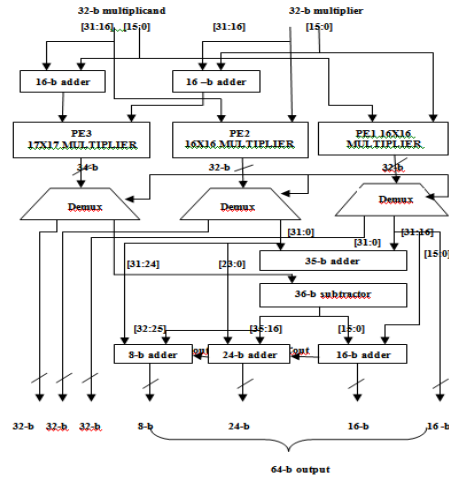 32-b multiplicand 32-b multiplier
[31:16] [15:0] [31:16] [15:0]
16-b adder 16 –b adder
PE3 PE2 PE1 16X16
17X17 MULTIPLIER 16X16 MULTIPLIER MULTIPLIER
34-b 32-b 32-b
Demux Demux Demux
[31:0] [31:0] [31:16]
[31:24] [23:0] [15:0]
35-b adder
36-b subtractor
[32:25] [35:16] [15:0]
8-b adder out 24-b adder out 16-b adder
32-b 32-b 32-b 8-b 24-b 16-b 16 -b
64-b output